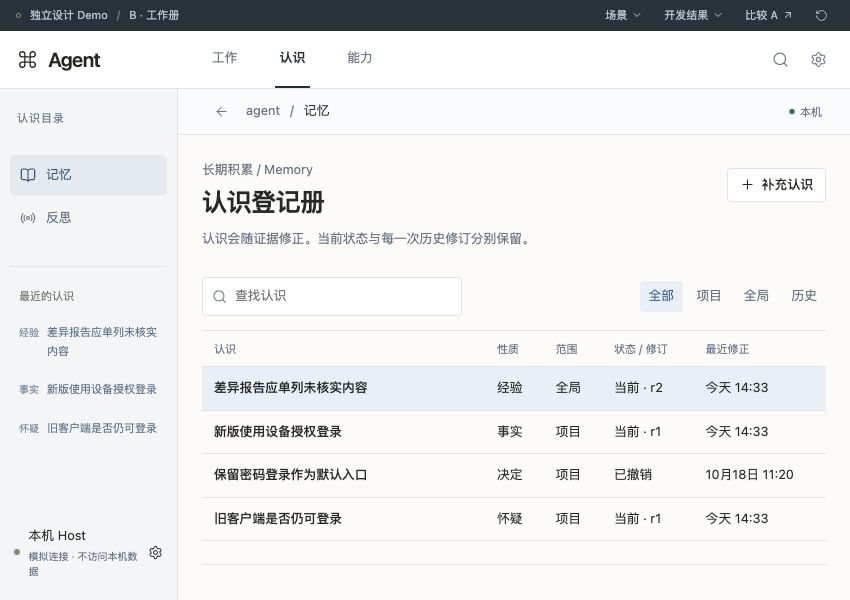 独立设计 Demo / B · 工作册
场景 开发结果 比较 A ↗
Agent
工作 认识 能力
认识目录
记忆
反思
最近的认识
经验 差异报告应单列未核实内容
事实 新版使用设备授权登录
怀疑 旧客户端是否仍可登录
本机 Host
模拟连接 · 不访问本机数据
← agent / 记忆
本机
长期积累 / Memory
认识登记册
认识会随证据修正。当前状态与每一次历史修订分别保留。
+ 补充认识
查找认识
全部 项目 全局 历史
认识 性质 范围 状态 / 修订 最近修正
差异报告应单列未核实内容 经验 全局 当前 · r2 今天 14:33
新版使用设备授权登录 事实 项目 当前 · r1 今天 14:33
保留密码登录作为默认入口 决定 项目 已撤销 10月18日 11:20
旧客户端是否仍可登录 怀疑 项目 当前 · r1 今天 14:33